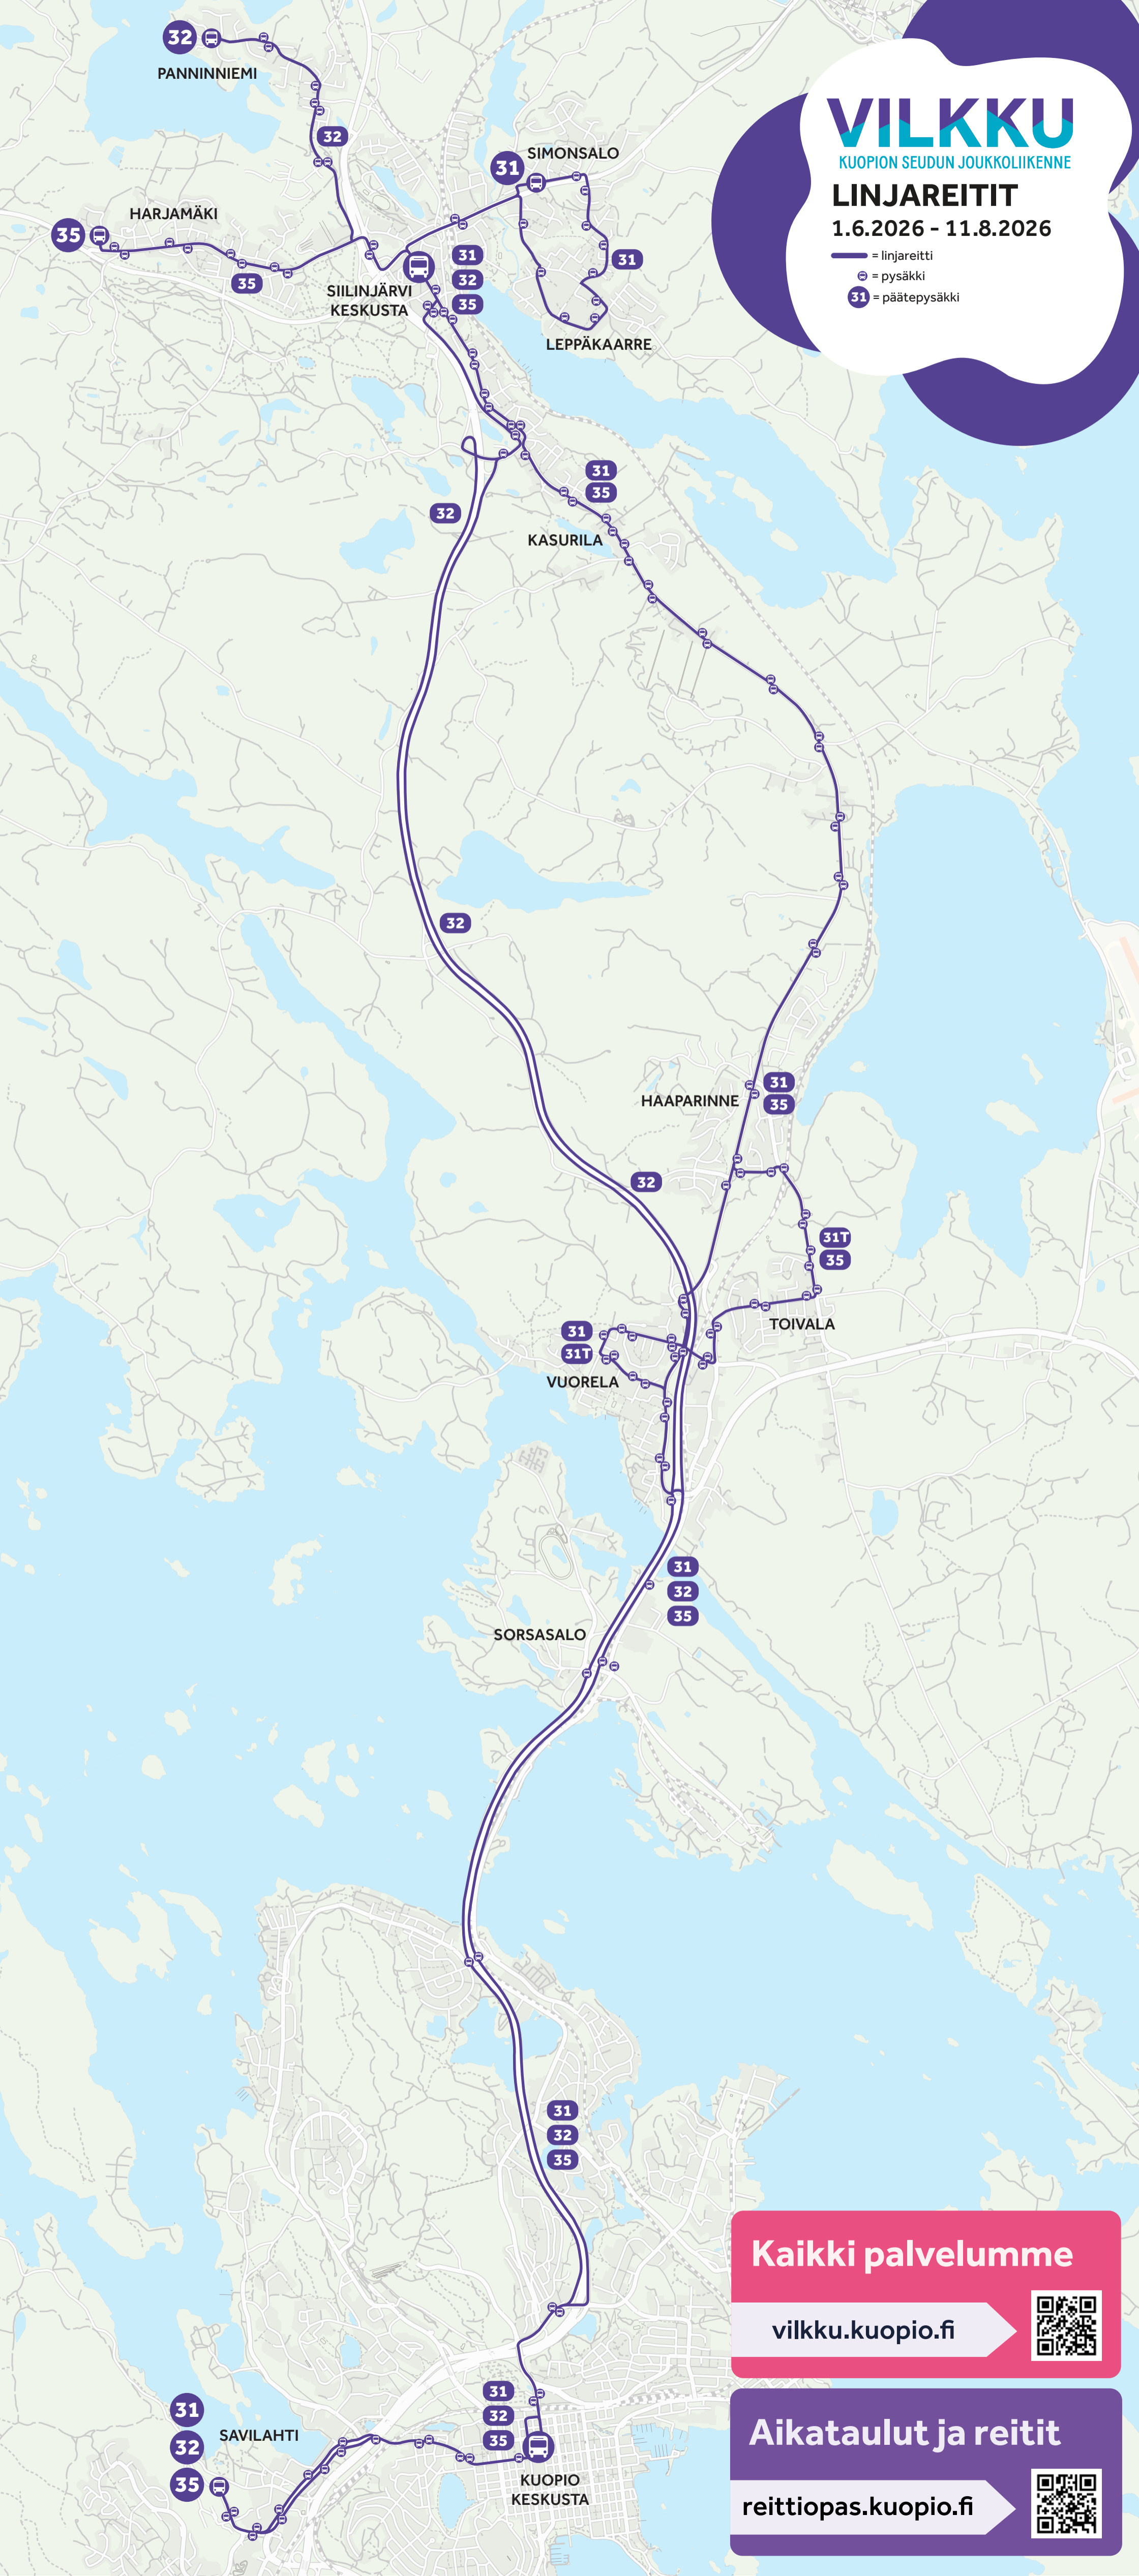 32
PANNINNIEMI
32
31
SIMONSALO
VILKKU
KUOPION SEUDUN JOUKKOLIIKENNE
LINJAREITIT
1.6.2026 - 11.8.2026
= linjareitti
= pysäkki
31 = päätepysäkki
35
HARJAMÄKI
35
31
32
35
31
SIILINJÄRVI
KESKUSTA
LEPPÄKAARRE
31
35
32
KASURILA
32
HAAPARINNE
31
35
32
31T
35
TOIVALA
31
31T
VUORELA
31
32
35
SORSASALO
31
32
35
Kaikki palvelumme
vilkku.kuopio.fi
31
32
35
SAVILAHTI
31
32
35
KUOPIO
KESKUSTA
Aikataulut ja reitit
reittiopas.kuopio.fi